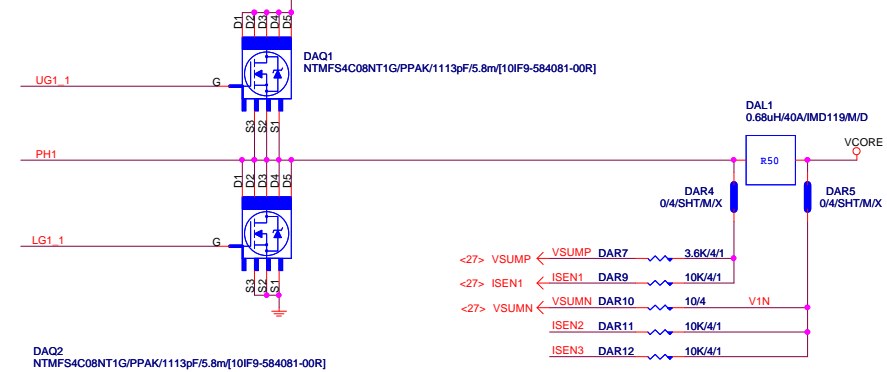 D1 D2 D3 D4 D5
DAQ1
NTMFS4C08NT1G/PPAK/1113pF/5.8m/[10IF9-584081-00R]
UG1_1
G
S3 S2 S1
DAL1
0.68uH/40A/IMD119/M/D
VCORE
PH1
R50
D1 D2 D3 D4 D5
DAR4
0/4/SHT/M/X
DAR5
0/4/SHT/M/X
LG1_1
G
<27> VSUMP VSUMP DAR7 3.6K/4/1
<27> ISEN1 ISEN1 DAR9 10K/4/1
S3 S2 S1
<27> VSUMN VSUMN DAR10 10/4 V1N
ISEN2 DAR11 10K/4/1
ISEN3 DAR12 10K/4/1
DAQ2
NTMFS4C08NT1G/PPAK/1113pF/5.8m/[10IF9-584081-00R]